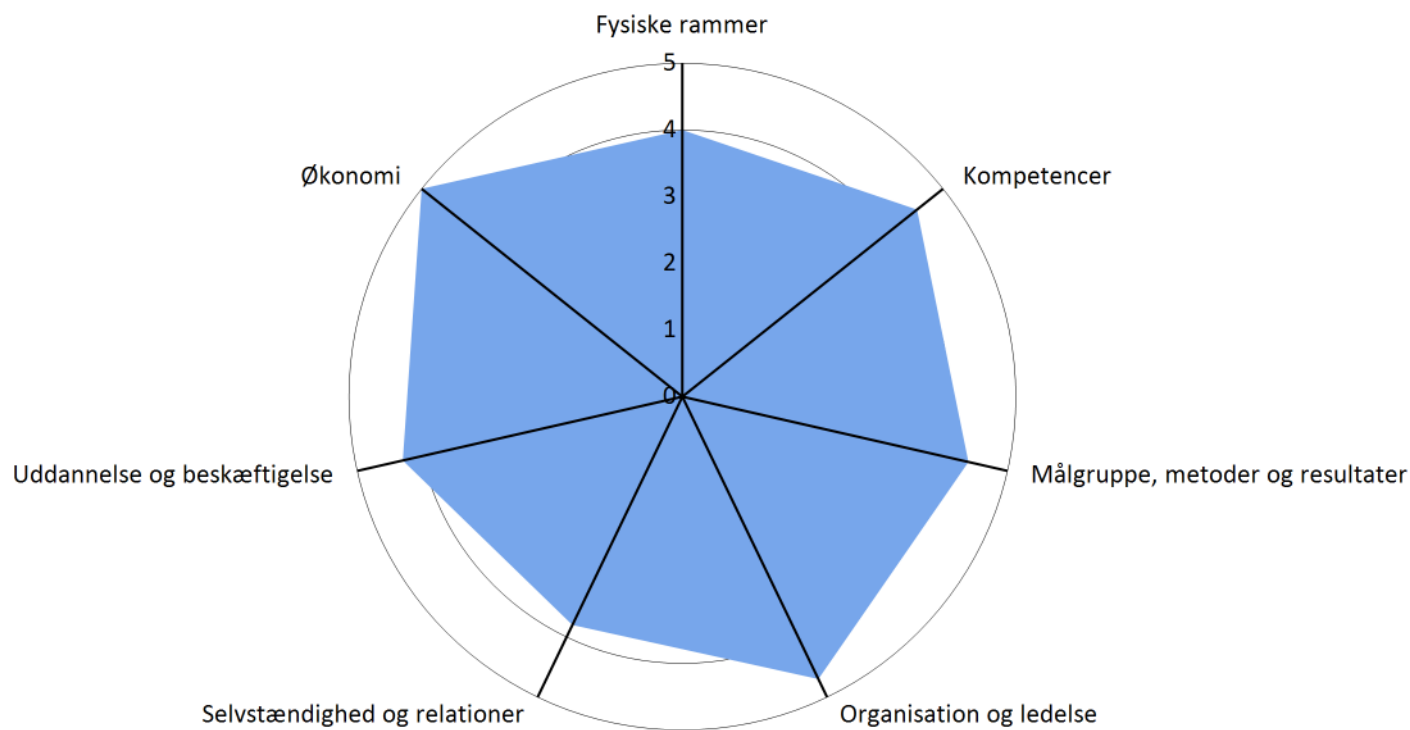 Fysiske rammer
5
4
3
2
1
0
Økonomi
Kompetencer
Uddannelse og beskæftigelse
Målgruppe, metoder og resultater
Selvstændighed og relationer
Organisation og ledelse